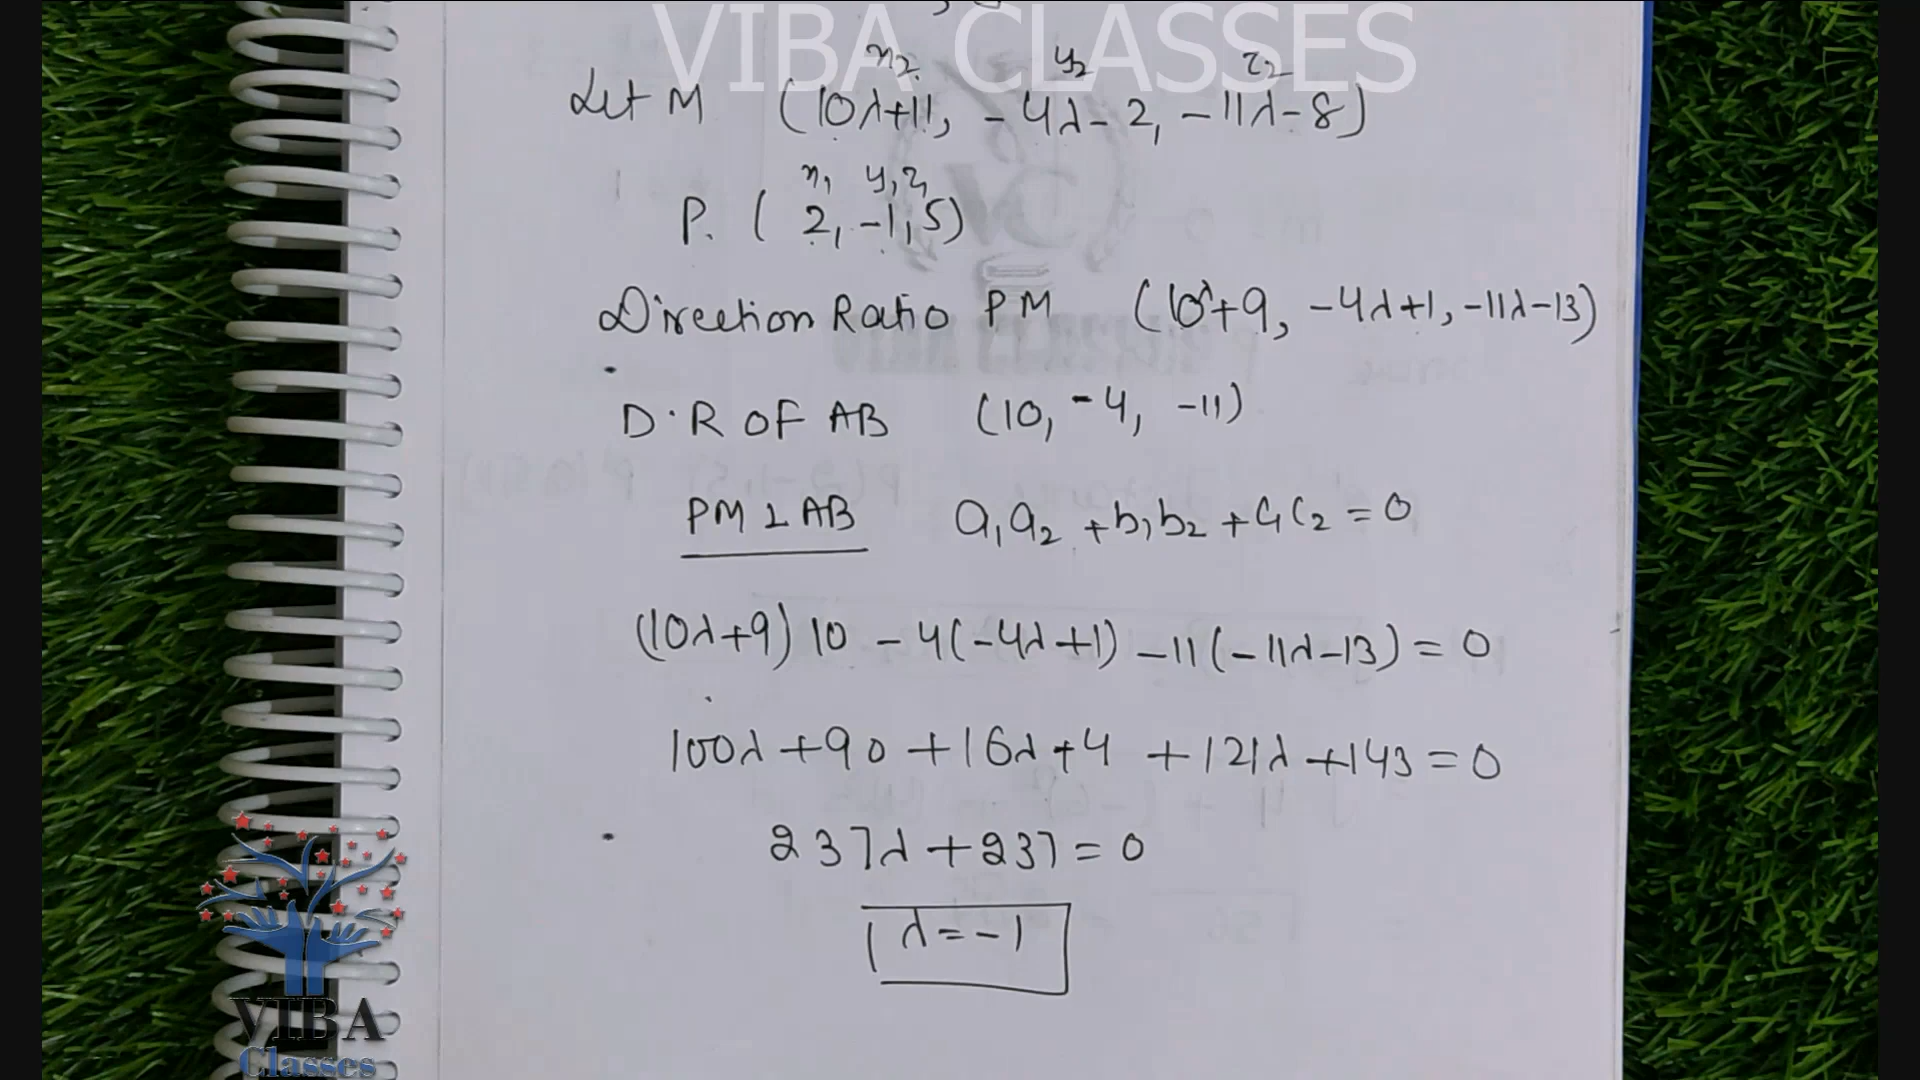 VIBA CLASSES
x2 y2 z2
Let M (10λ+11, -4λ-2, -11λ-8)
x1 y1 z1
P. ( 2, -1, 5)
Direction Ratio PM (10λ+9, -4λ+1, -11λ-13)
D.R OF AB (10, -4, -11)
PM ⊥ AB a1a2 + b1b2 + c1c2 = 0
(10λ+9) 10 - 4(-4λ+1) - 11(-11λ-13) = 0
100λ + 90 + 16λ + 4 + 121λ + 143 = 0
237λ + 237 = 0
λ = -1
VIBA
Classes